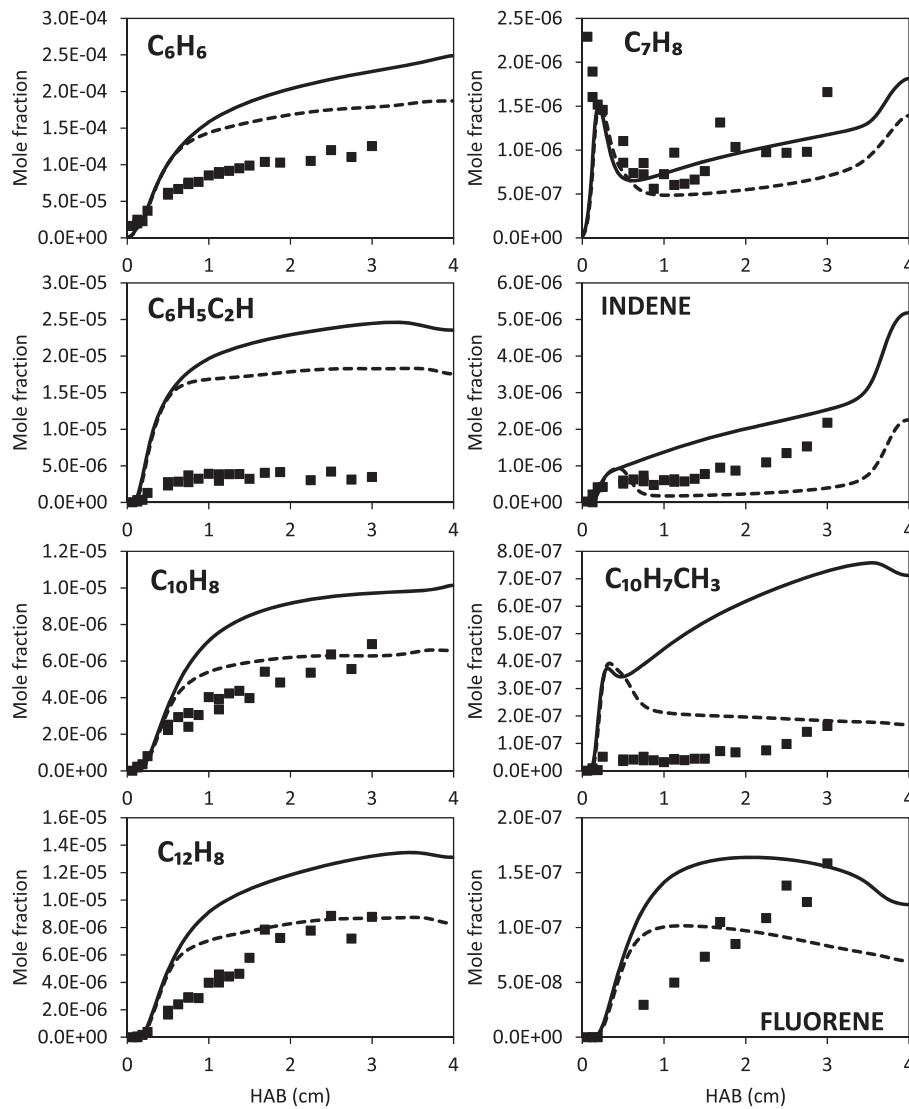 C₆H₆
Mole fraction
3.0E-04
2.5E-04
2.0E-04
1.5E-04
1.0E-04
5.0E-05
0.0E+00
0 1 2 3 4
C₇H₈
Mole fraction
2.5E-06
2.0E-06
1.5E-06
1.0E-06
5.0E-07
0.0E+00
0 1 2 3 4
C₆H₅C₂H
Mole fraction
3.0E-05
2.5E-05
2.0E-05
1.5E-05
1.0E-05
5.0E-06
0.0E+00
0 1 2 3 4
INDENE
Mole fraction
6.0E-06
5.0E-06
4.0E-06
3.0E-06
2.0E-06
1.0E-06
0.0E+00
0 1 2 3 4
C₁₀H₈
Mole fraction
1.2E-05
1.0E-05
8.0E-06
6.0E-06
4.0E-06
2.0E-06
0.0E+00
0 1 2 3 4
C₁₀H₇CH₃
Mole fraction
8.0E-07
7.0E-07
6.0E-07
5.0E-07
4.0E-07
3.0E-07
2.0E-07
1.0E-07
0.0E+00
0 1 2 3 4
C₁₂H₈
Mole fraction
1.6E-05
1.4E-05
1.2E-05
1.0E-05
8.0E-06
6.0E-06
4.0E-06
2.0E-06
0.0E+00
0 1 2 3 4
HAB (cm)
FLUORENE
Mole fraction
2.0E-07
1.5E-07
1.0E-07
5.0E-08
0.0E+00
0 1 2 3 4
HAB (cm)